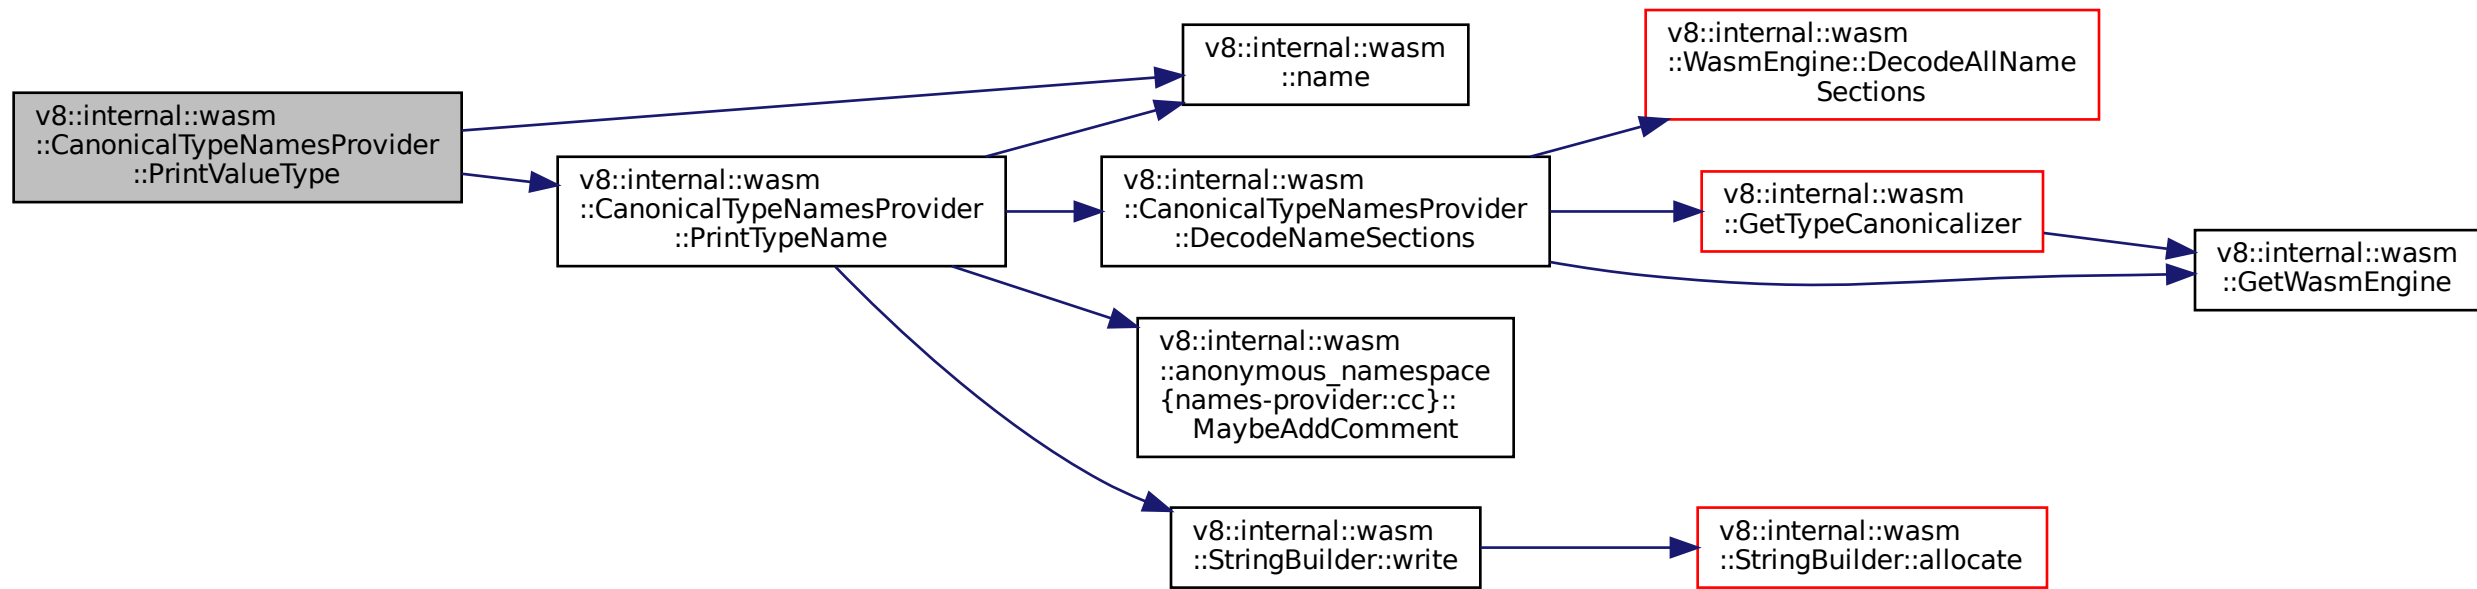 v8::internal::wasm
::CanonicalTypeNamesProvider
::PrintValueType
v8::internal::wasm
::name
v8::internal::wasm
::CanonicalTypeNamesProvider
::PrintTypeName
v8::internal::wasm
::CanonicalTypeNamesProvider
::DecodeNameSections
v8::internal::wasm
::WasmEngine::DecodeAllName
Sections
v8::internal::wasm
::GetTypeCanonicalizer
v8::internal::wasm
::GetWasmEngine
v8::internal::wasm
::anonymous_namespace
{names-provider::cc}::
MaybeAddComment
v8::internal::wasm
::StringBuilder::write
v8::internal::wasm
::StringBuilder::allocate